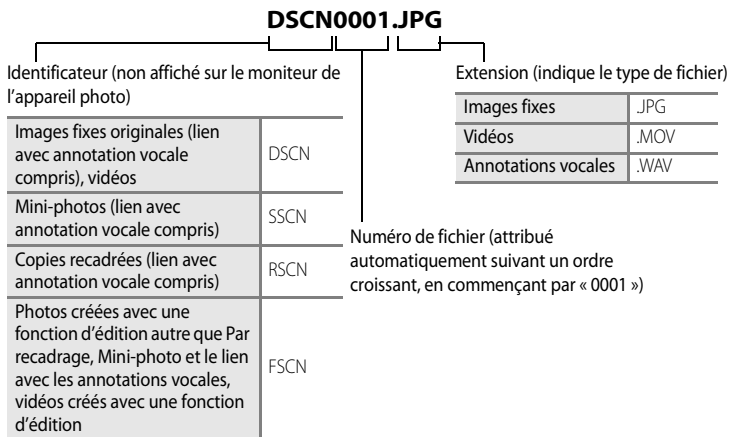 DSCN0001.JPG
Identificateur (non affiché sur le moniteur de
l'appareil photo)
Images fixes originales (lien
avec annotation vocale
compris), vidéos
DSCN
Mini-photos (lien avec
annotation vocale compris)
SSCN
Copies recadrées (lien avec
annotation vocale compris)
RSCN
Photos créées avec une
fonction d'édition autre que Par
recadrage, Mini-photo et le lien
avec les annotations vocales,
vidéos créés avec une fonction
d'édition
FSCN
Numéro de fichier (attribué
automatiquement suivant un ordre
croissant, en commençant par « 0001 »)
Extension (indique le type de fichier)
Images fixes .JPG
Vidéos .MOV
Annotations vocales .WAV